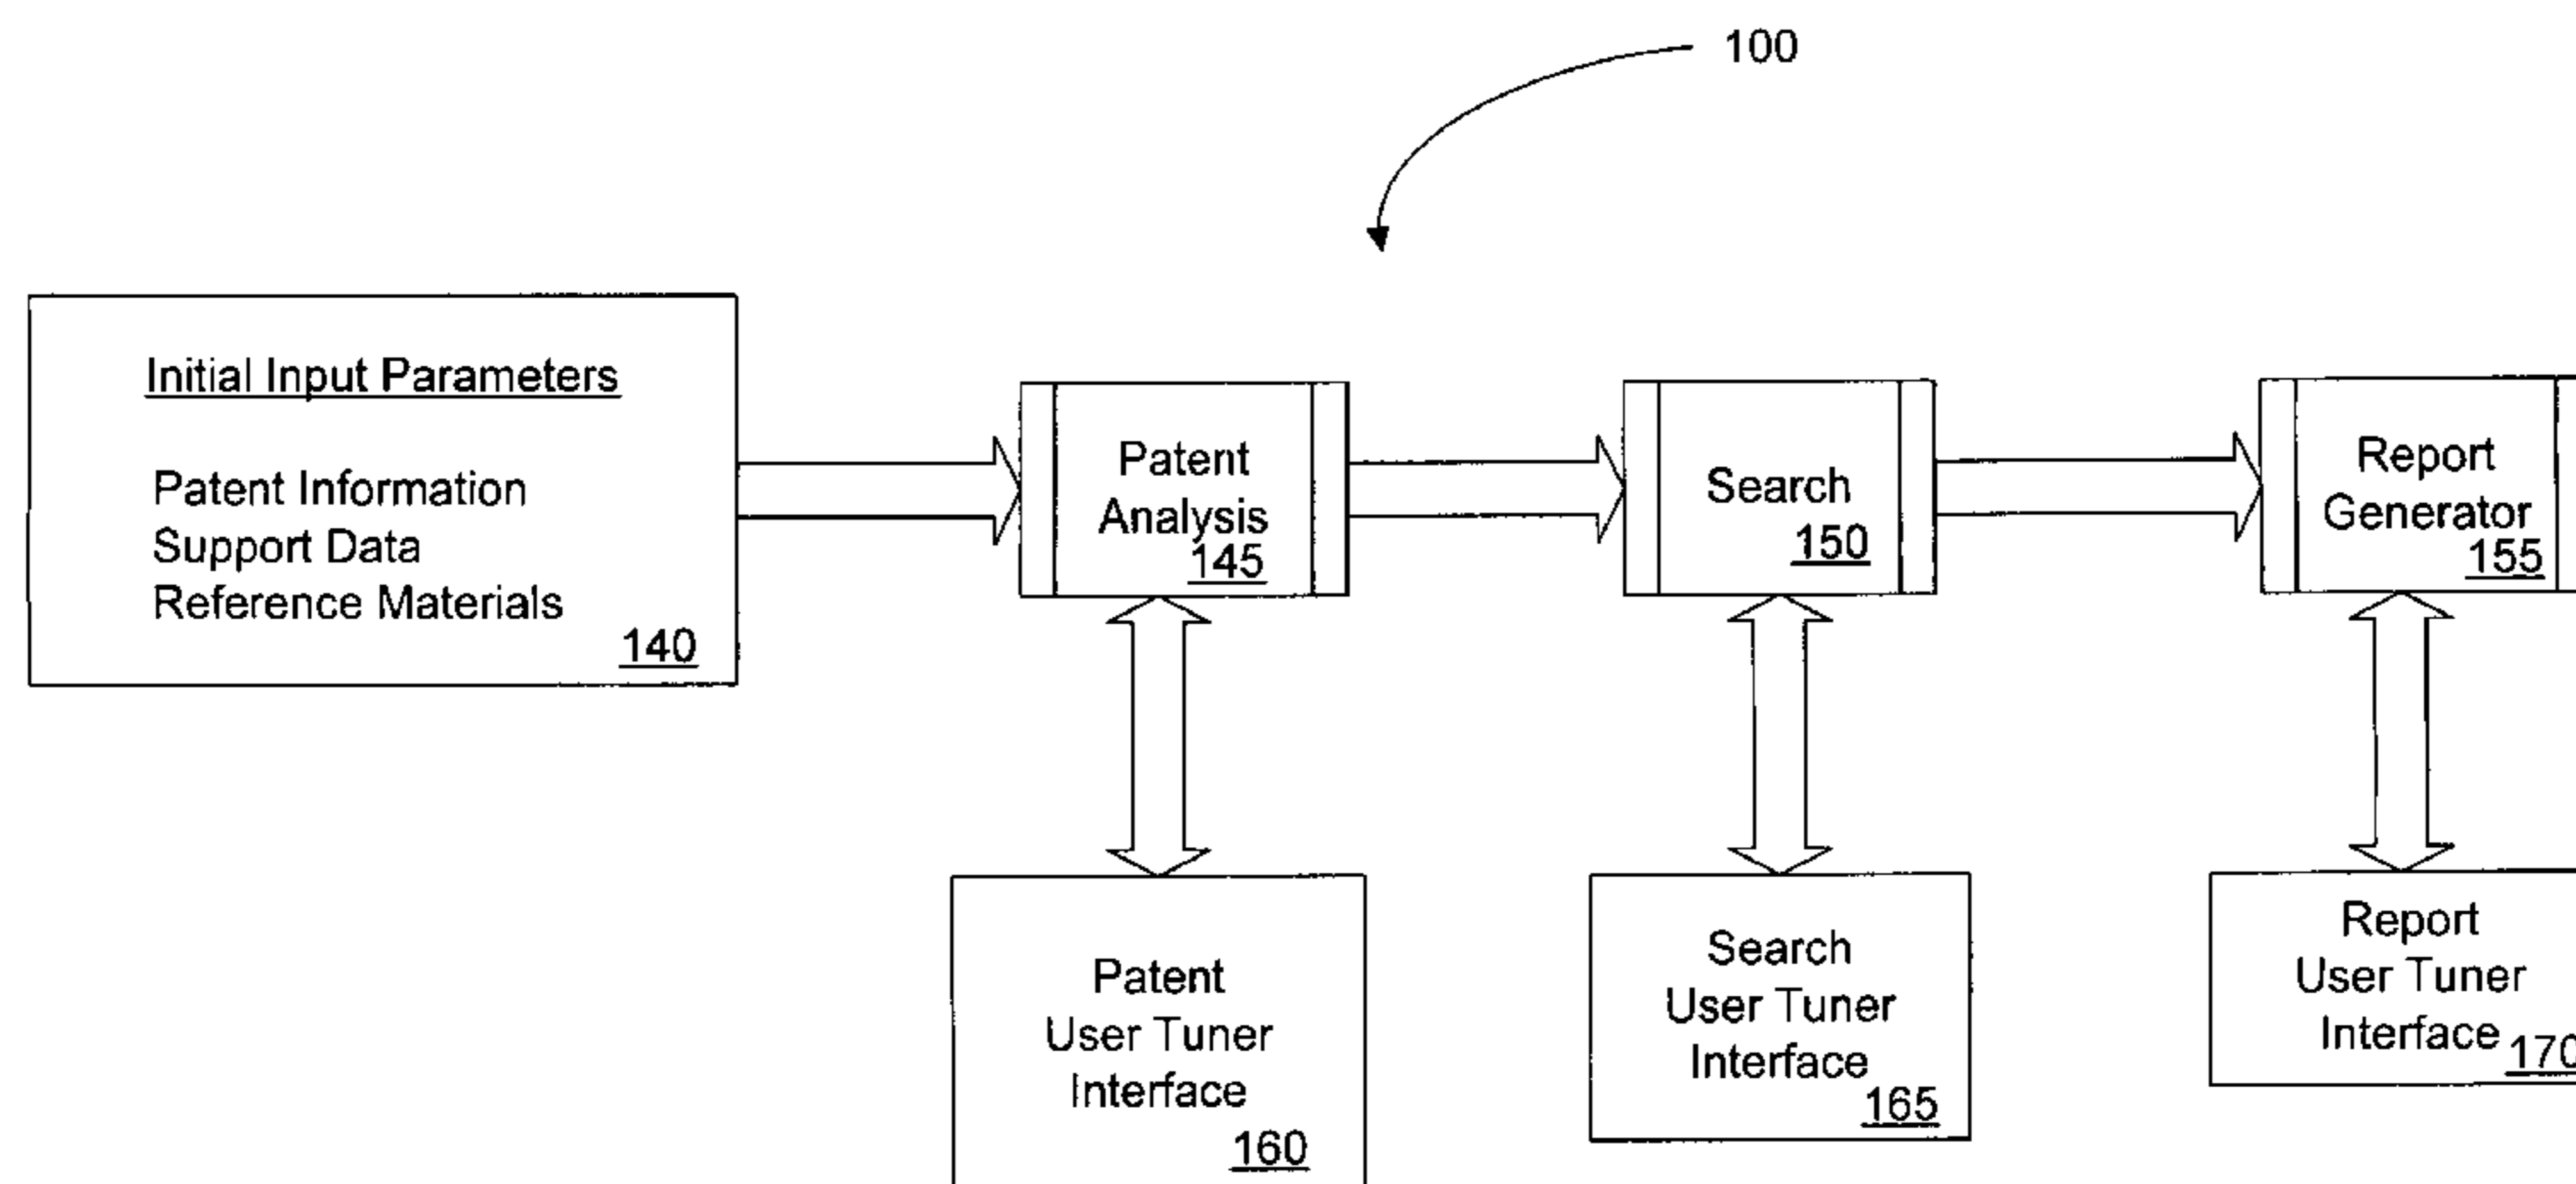 100
Initial Input Parameters
Patent Information
Support Data
Reference Materials
140
Patent
Analysis
145
Search
150
Report
Generator
155
Patent
User Tuner
Interface
160
Search
User Tuner
Interface
165
Report
User Tuner
Interface
170